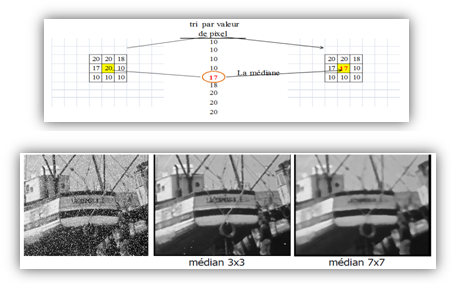 tri par valeur
de pixel
10
10
10
10
17
18
20
20
20
20 20 18
17 20 10
10 10 10
La médiane
20 20 18
17 17 10
10 10 10
médian 3x3
médian 7x7